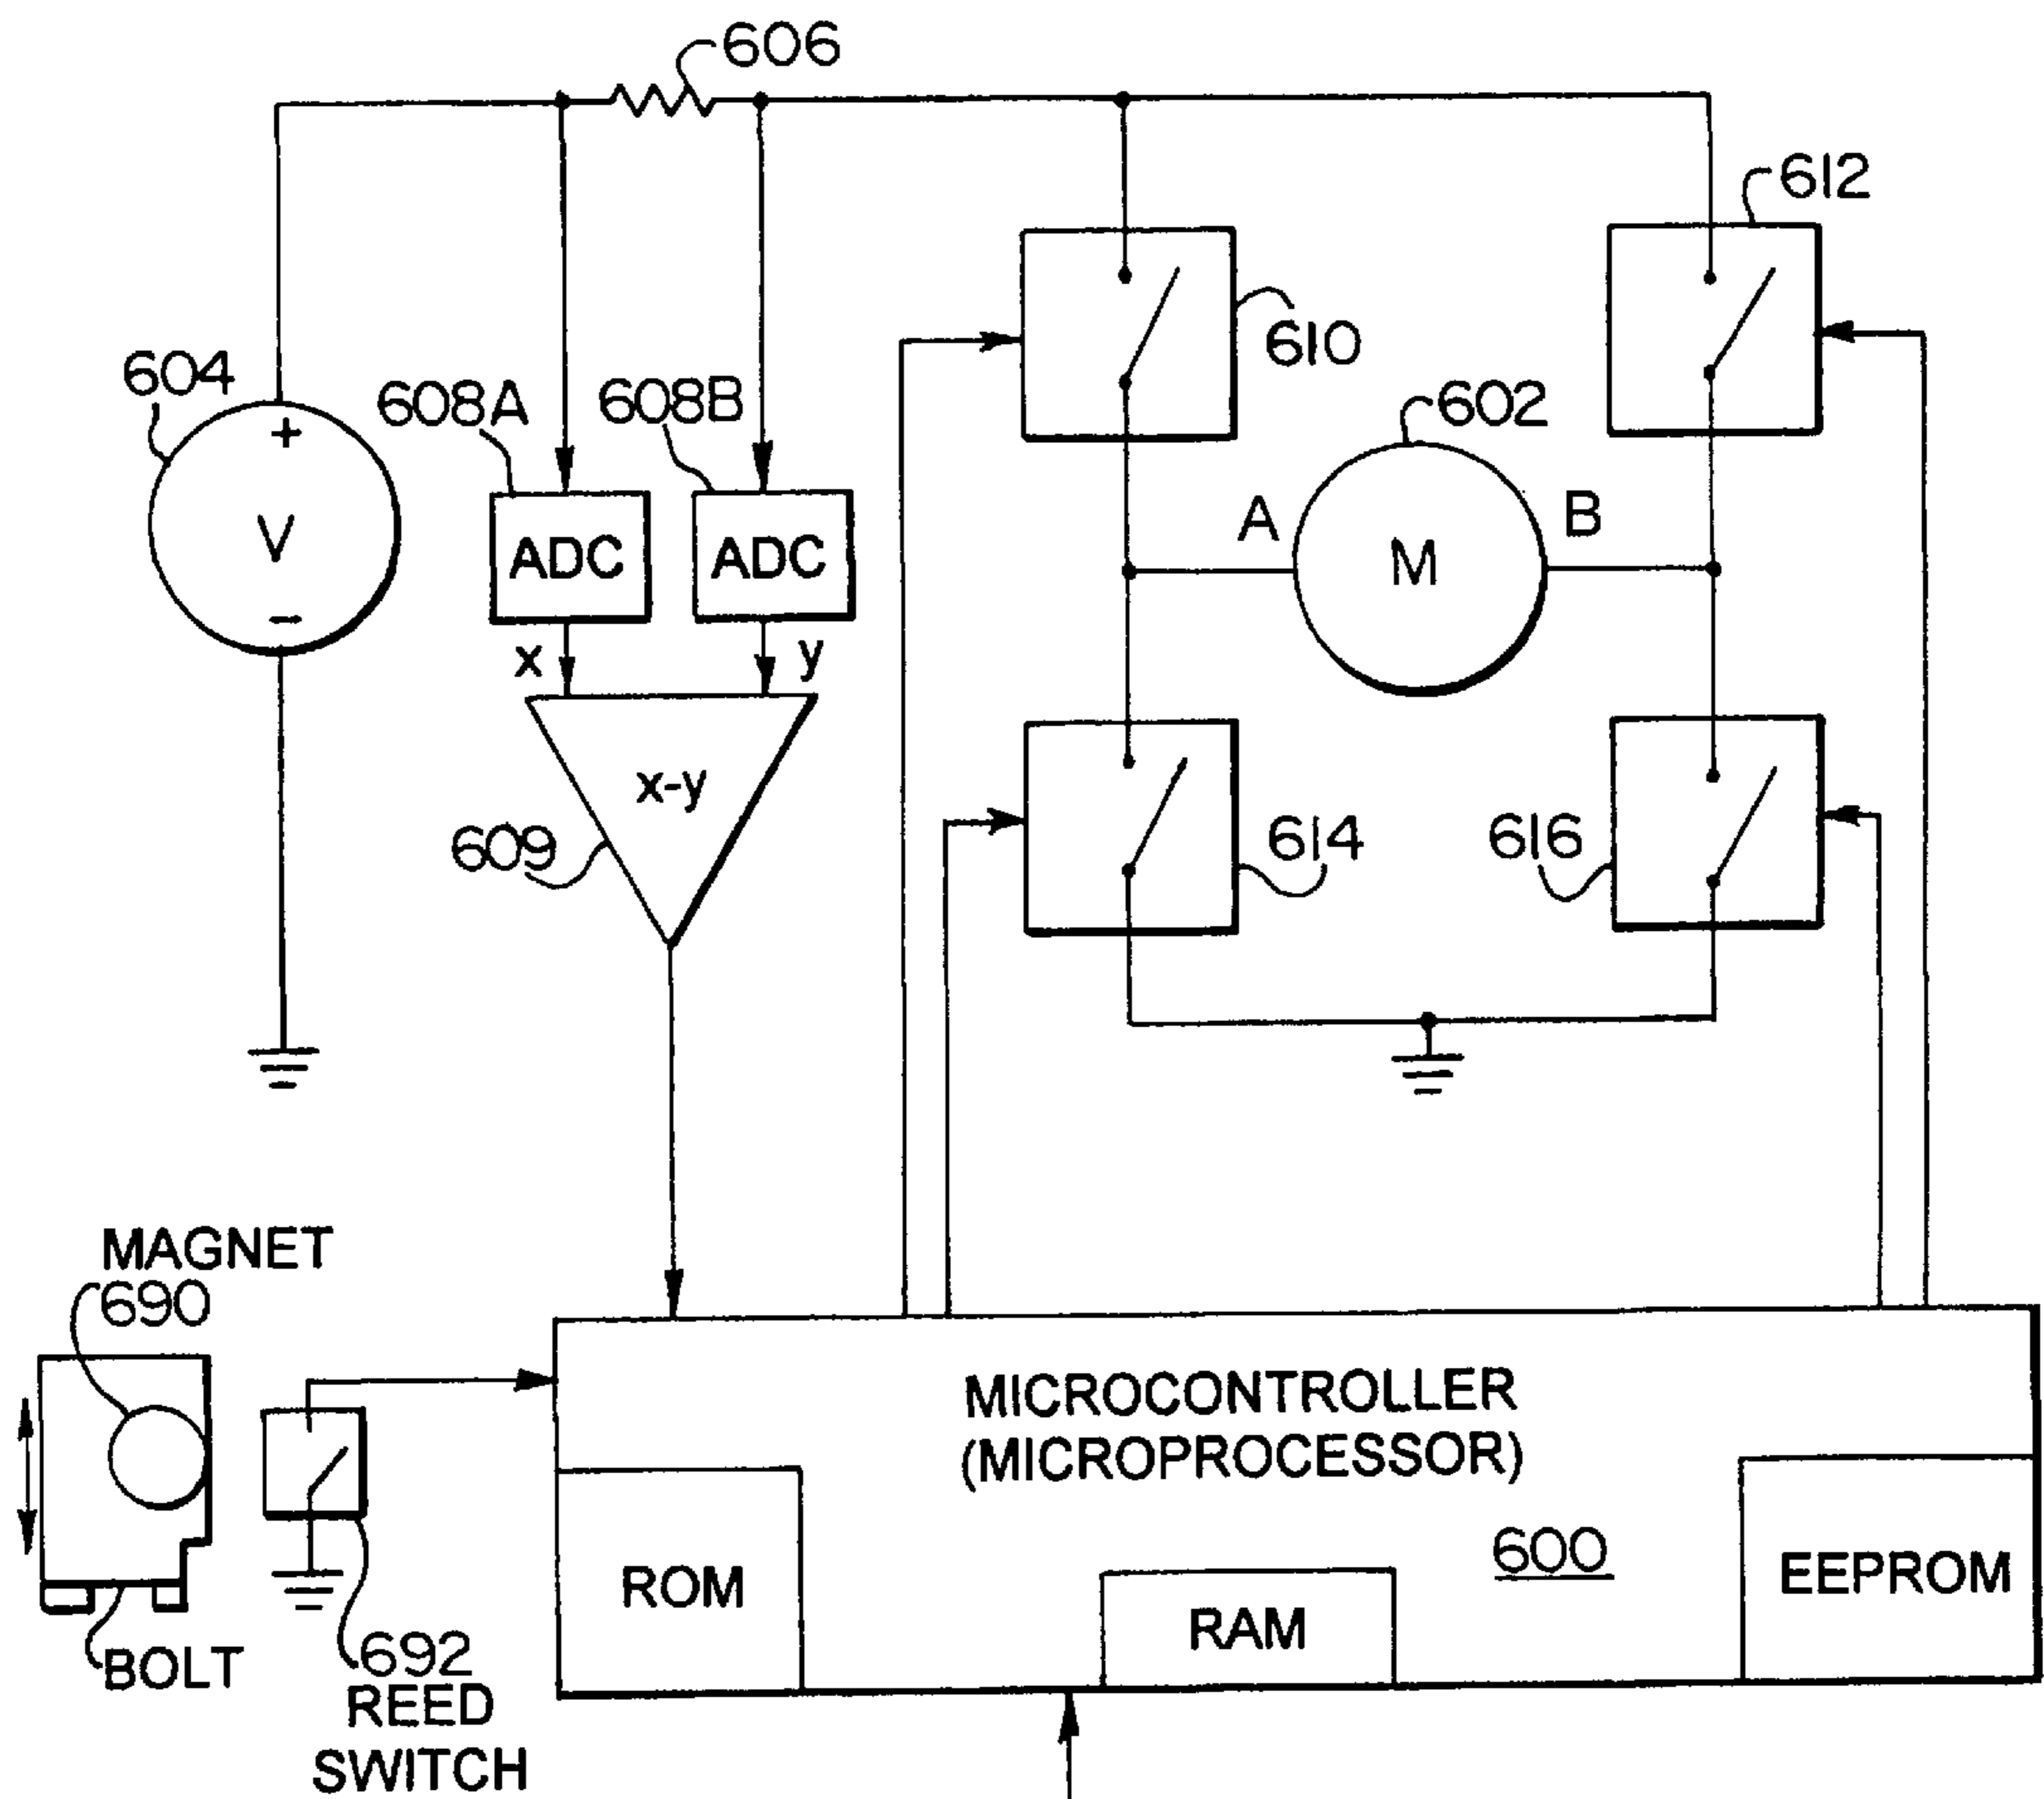 606
612
610
604
608A
608B
602
+
V
−
ADC
ADC
A
M
B
x
y
x-y
609
614
616
MAGNET
690
MICROCONTROLLER
(MICROPROCESSOR)
600
ROM
RAM
EEPROM
BOLT
692
REED
SWITCH